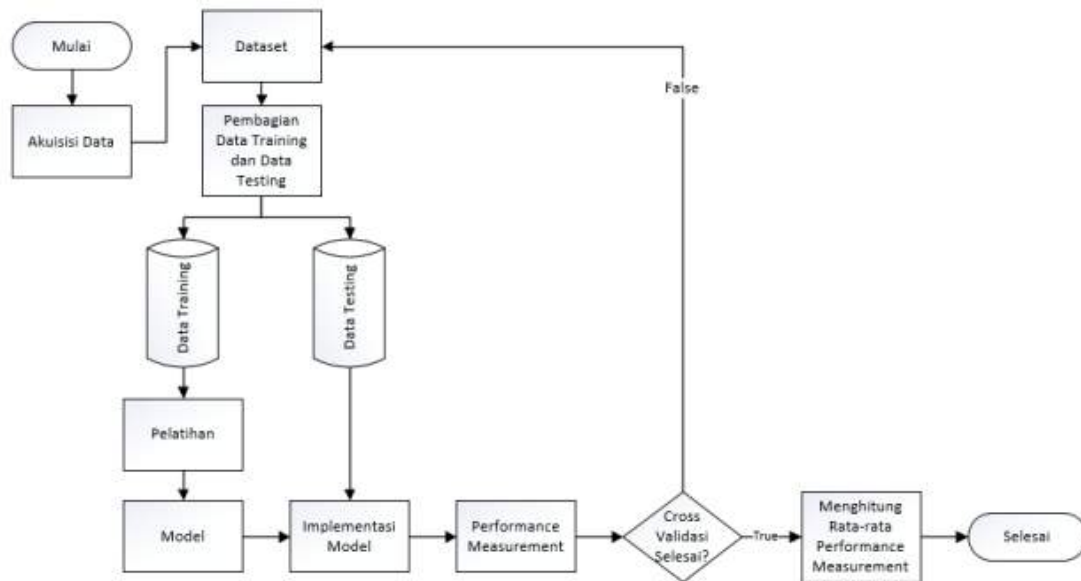 Mulai
Akuisisi Data
Dataset
Pembagian
Data Training
dan Data
Testing
Data Training
Data Testing
Pelatihan
Model
Implementasi
Model
Performance
Measurement
Cross
Validasi
Selesai?
False
True
Menghitung
Rata-rata
Performance
Measurement
Selesai